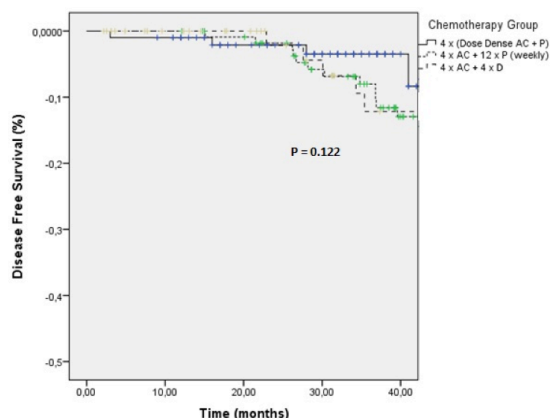 Chemotherapy Group
4 x (Dose Dense AC + P)
4 x AC + 12 x P (weekly)
4 x AC + 4 x D
0,0000
-0,1
-0,2
-0,3
-0,4
-0,5
Disease Free Survival (%)
P = 0.122
0,00 10,00 20,00 30,00 40,00
Time (months)